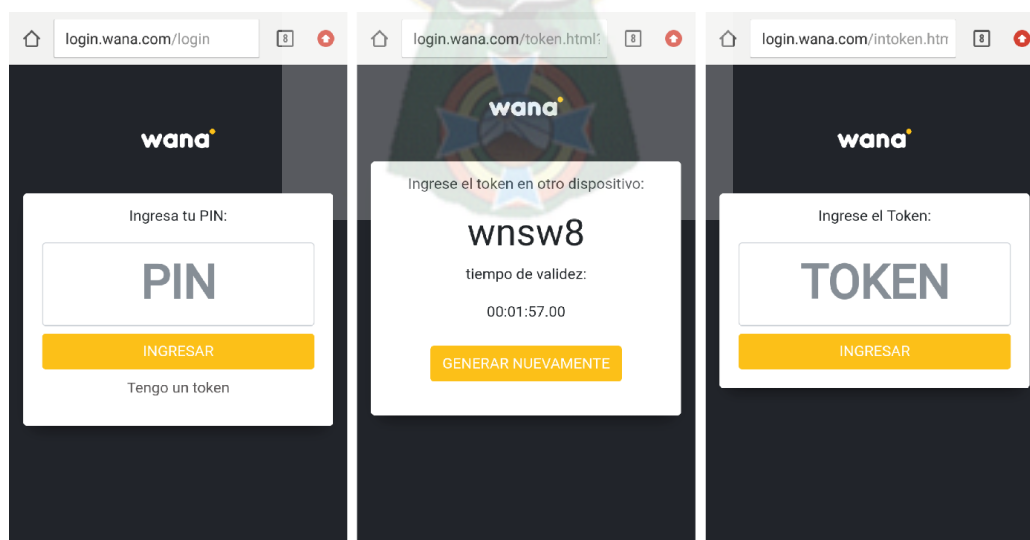 login.wana.com/login
8
wana
Ingresa tu PIN:
PIN
INGRESAR
Tengo un token
login.wana.com/token.html?
8
wana
Ingrese el token en otro dispositivo:
wnsw8
tiempo de validez:
00:01:57.00
GENERAR NUEVAMENTE
login.wana.com/intoken.htm
8
wana
Ingrese el Token:
TOKEN
INGRESAR